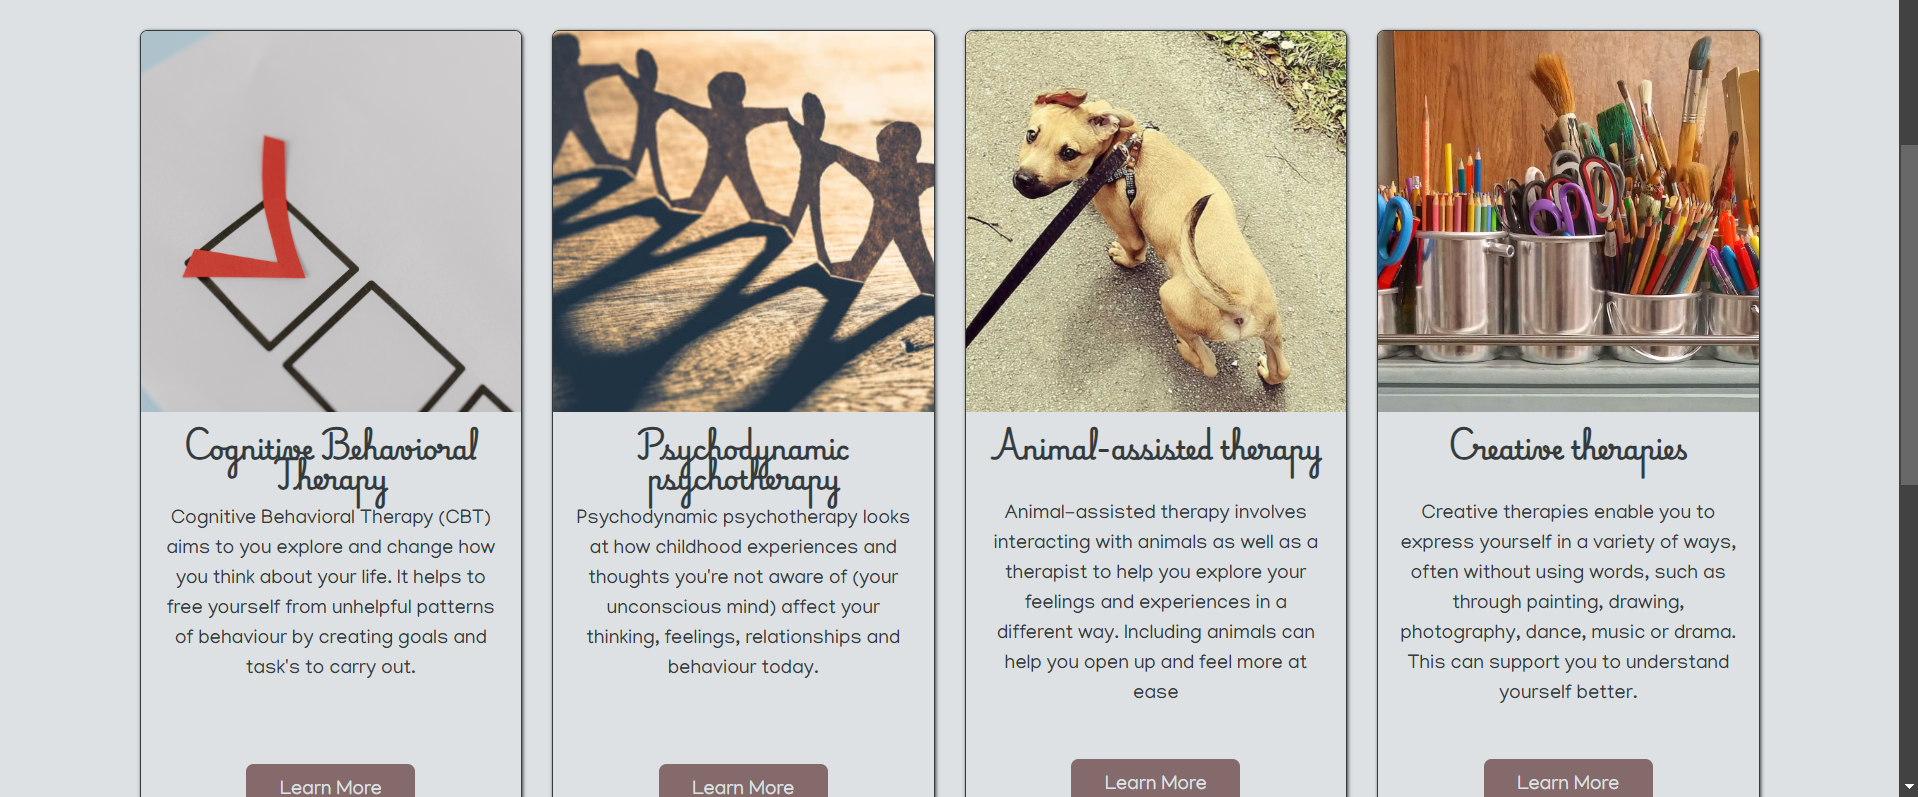 Cognitive Behavioral
Therapy
Cognitive Behavioral Therapy (CBT)
aims to you explore and change how
you think about your life. It helps to
free yourself from unhelpful patterns
of behaviour by creating goals and
task's to carry out.
Learn More
Psychodynamic
psychotherapy
Psychodynamic psychotherapy looks
at how childhood experiences and
thoughts you're not aware of (your
unconscious mind) affect your
thinking, feelings, relationships and
behaviour today.
Learn More
Animal-assisted therapy
Animal-assisted therapy involves
interacting with animals as well as a
therapist to help you explore your
feelings and experiences in a
different way. Including animals can
help you open up and feel more at
ease
Learn More
Creative therapies
Creative therapies enable you to
express yourself in a variety of ways,
often without using words, such as
through painting, drawing,
photography, dance, music or drama.
This can support you to understand
yourself better.
Learn More